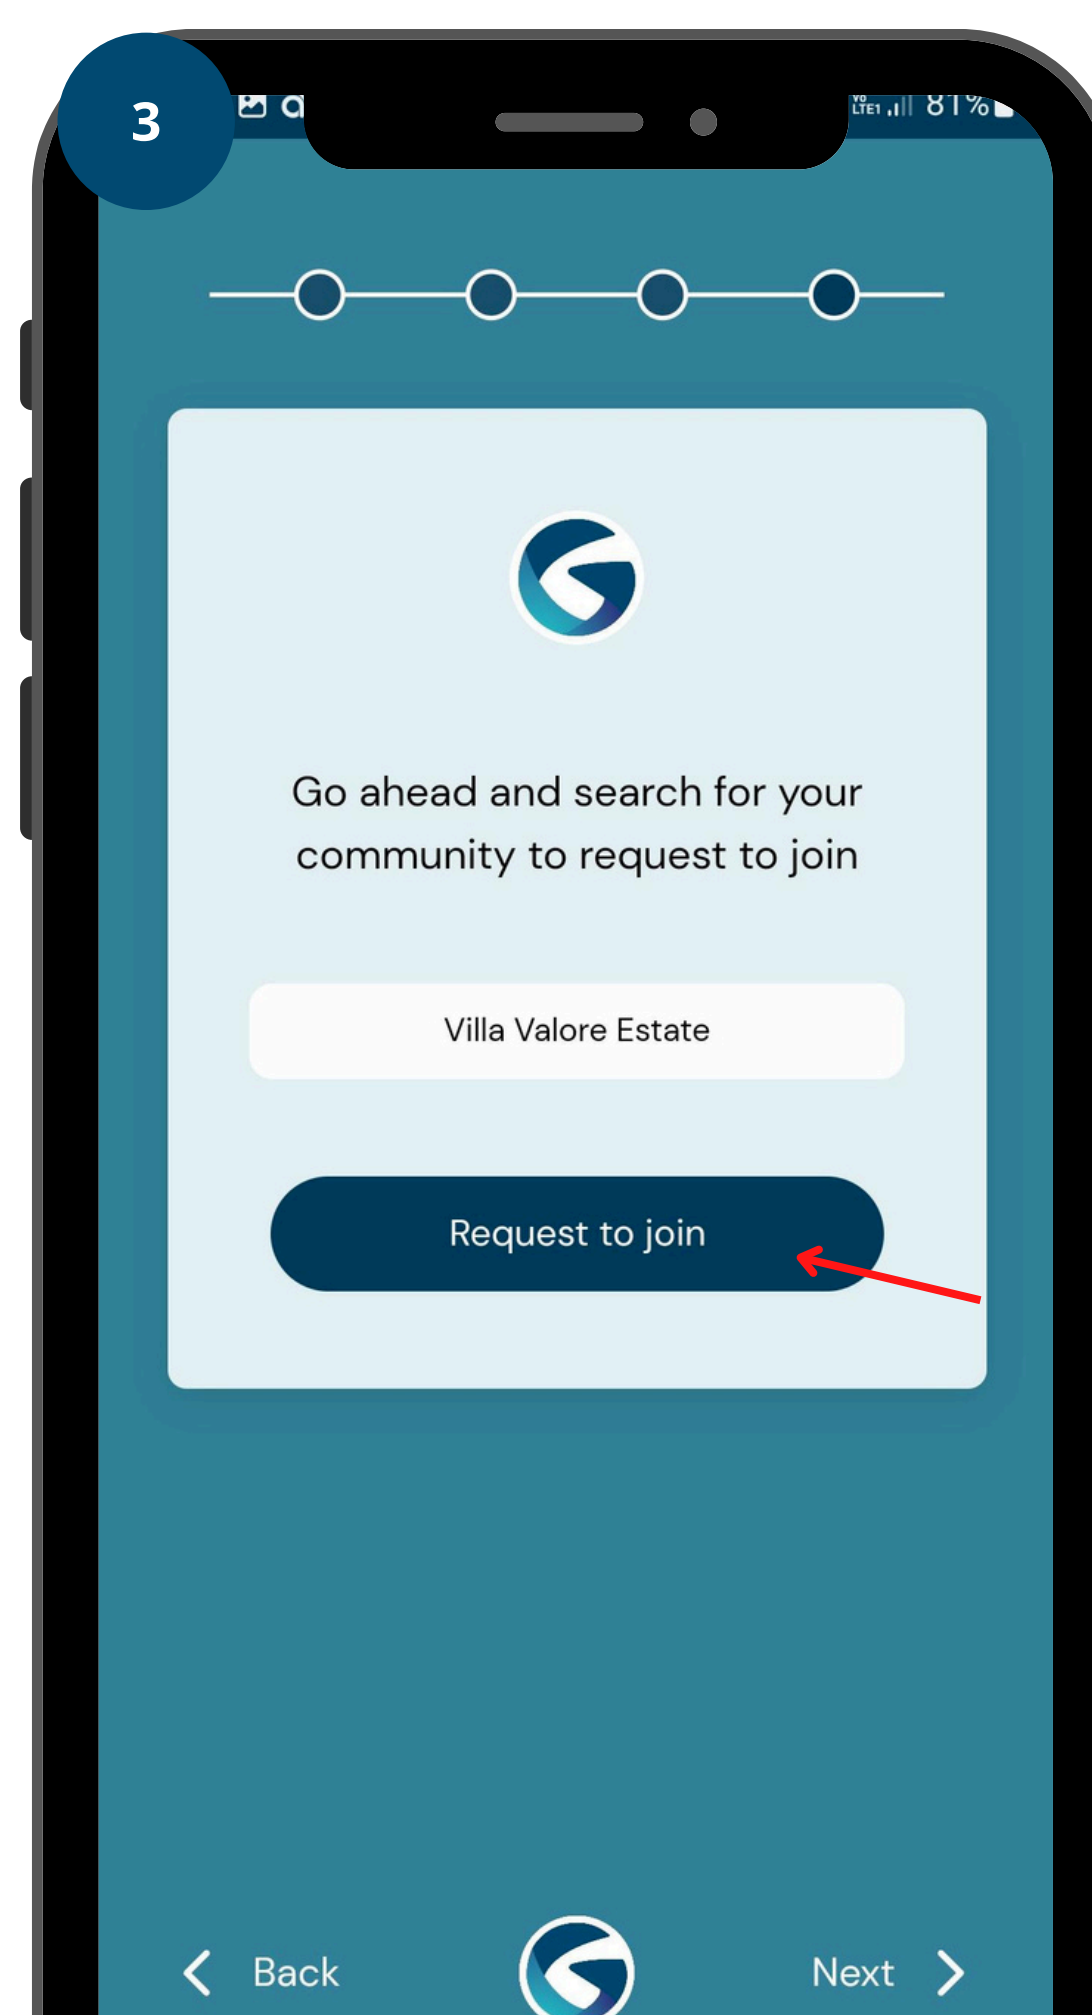 3
LTE1 81%
Go ahead and search for your
community to request to join
Villa Valore Estate
Request to join
Back
Next